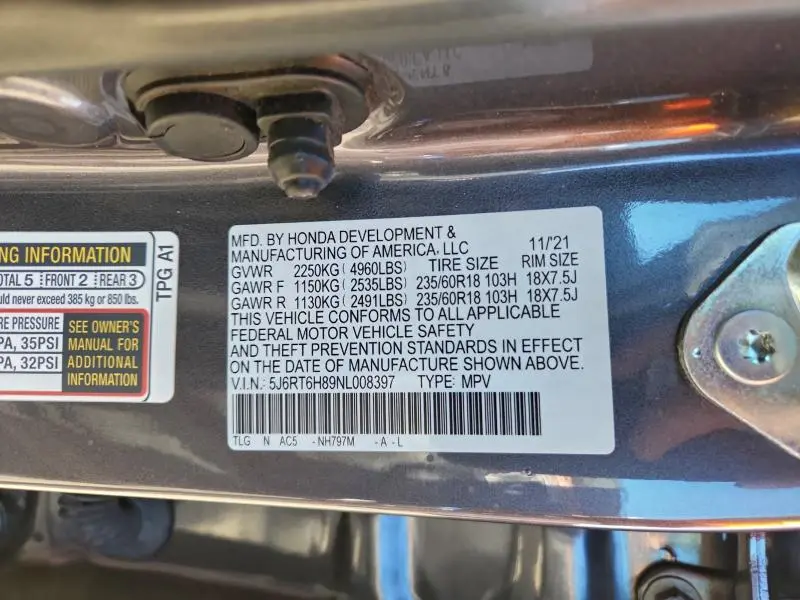 NG INFORMATION
OTAL 5 FRONT 2 REAR 3
ould never exceed 385 kg or 850 lbs.
RE PRESSURE
PA, 35PSI
PA, 32PSI
SEE OWNER'S
MANUAL FOR
ADDITIONAL
INFORMATION
TPG A1
MFD. BY HONDA DEVELOPMENT & 11/'21
MANUFACTURING OF AMERICA, LLC
GVWR 2250KG ( 4960LBS) TIRE SIZE RIM SIZE
GAWR F 1150KG ( 2535LBS) 235/60R18 103H 18X7.5J
GAWR R 1130KG ( 2491LBS) 235/60R18 103H 18X7.5J
THIS VEHICLE CONFORMS TO ALL APPLICABLE
FEDERAL MOTOR VEHICLE SAFETY
AND THEFT PREVENTION STANDARDS IN EFFECT
ON THE DATE OF MANUFACTURE SHOWN ABOVE.
V.I.N.: 5J6RT6H89NL008397 TYPE: MPV
TLG N AC5 -NH797M -A-L